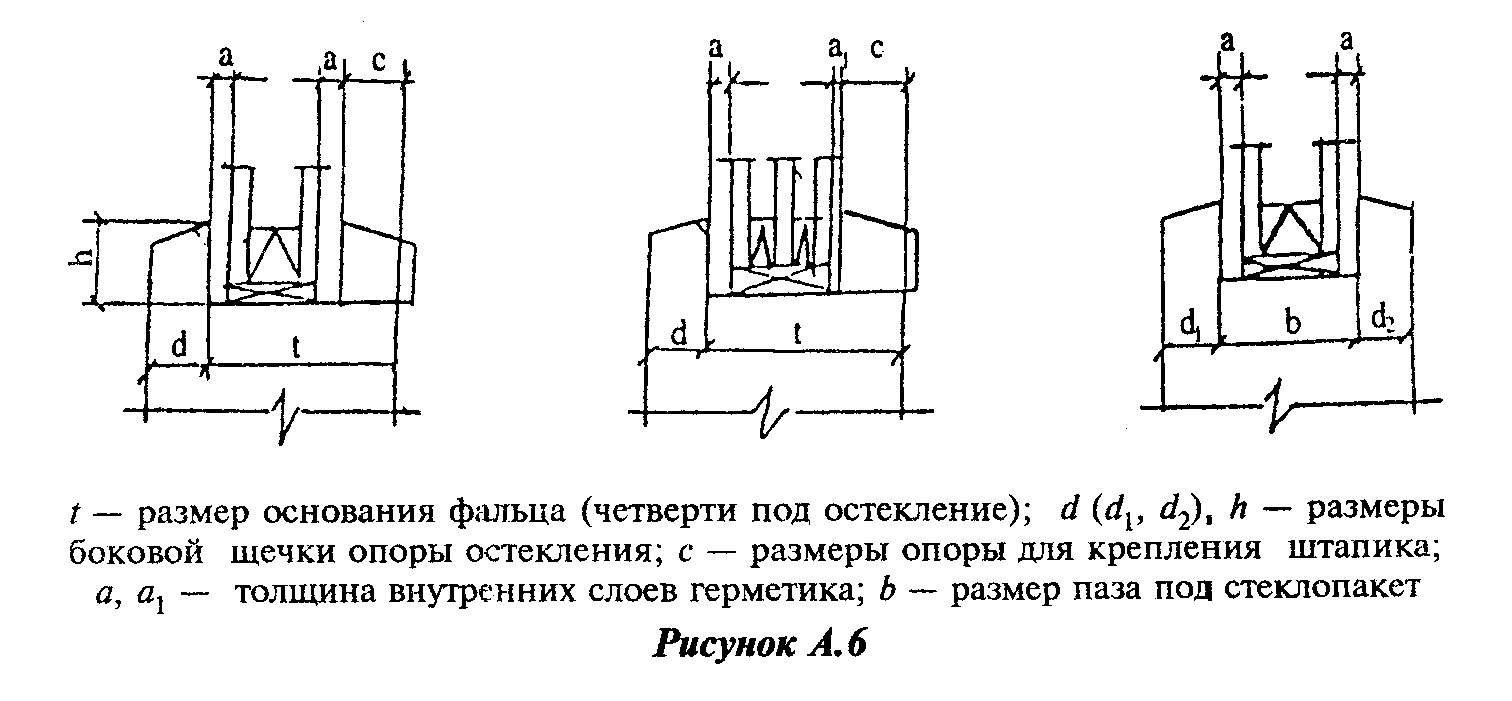 a a c a a₁ c a a
h
d t d t d₁ b d₂
t — размер основания фальца (четверти под остекление); d (d₁, d₂), h — размеры
боковой щечки опоры остекления; c — размеры опоры для крепления штапика;
a, a₁ — толщина внутренних слоев герметика; b — размер паза под стеклопакет
Рисунок А.6